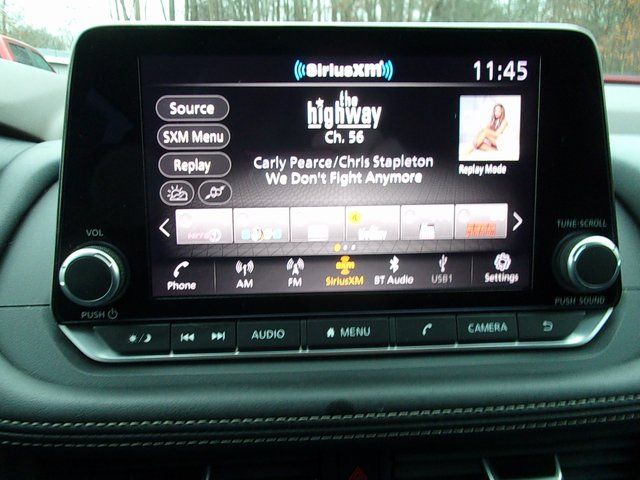 SiriusXM
11:45
the
highway
Ch. 56
Source
SXM Menu
Replay
Carly Pearce/Chris Stapleton
We Don't Fight Anymore
Replay Mode
Phone
AM
FM
SiriusXM
BT Audio
USB1
Settings
VOL
PUSH
TUNE·SCROLL
PUSH SOUND
AUDIO
MENU
CAMERA